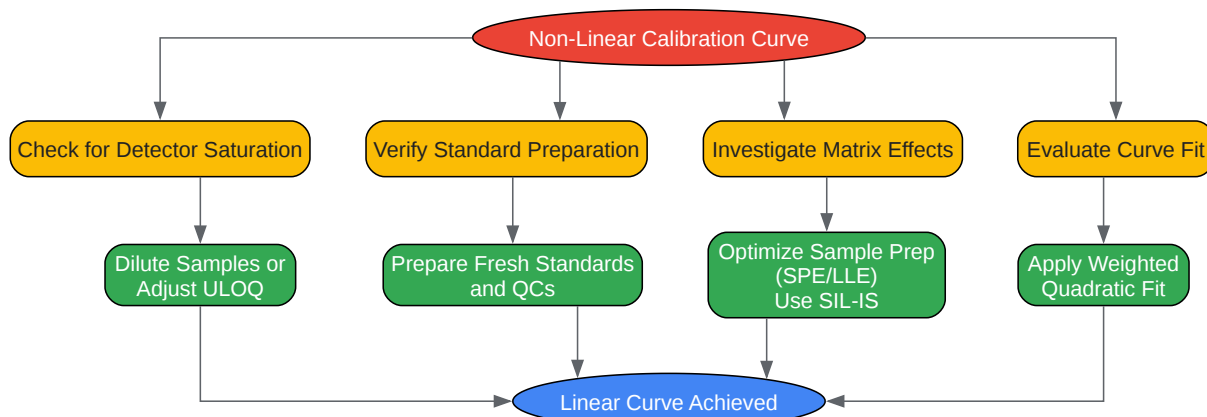 Non-Linear Calibration Curve
Check for Detector Saturation
Verify Standard Preparation
Investigate Matrix Effects
Evaluate Curve Fit
Dilute Samples or
Adjust ULOQ
Prepare Fresh Standards
and QCs
Optimize Sample Prep
(SPE/LLE)
Use SIL-IS
Apply Weighted
Quadratic Fit
Linear Curve Achieved